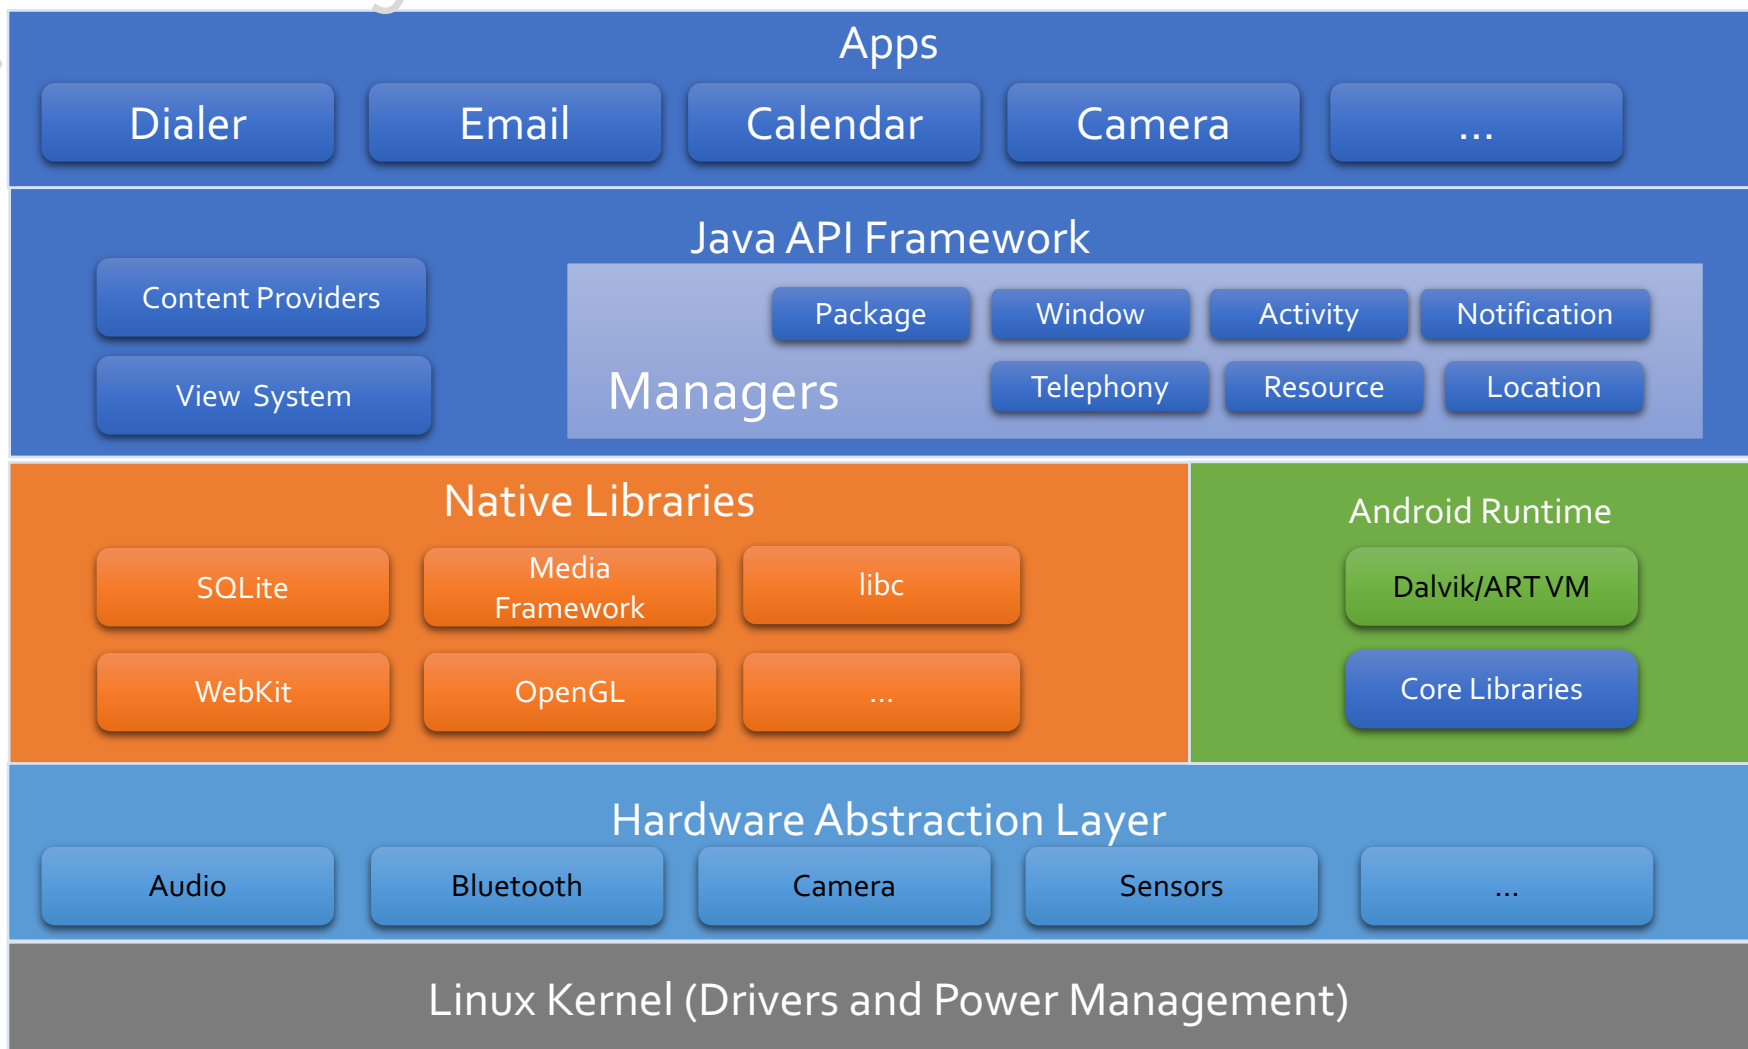 Apps
Dialer
Email
Calendar
Camera
...
Java API Framework
Content Providers
View System
Managers
Package
Window
Activity
Notification
Telephony
Resource
Location
Native Libraries
SQLite
Media
Framework
libc
WebKit
OpenGL
...
Android Runtime
Dalvik/ART VM
Core Libraries
Hardware Abstraction Layer
Audio
Bluetooth
Camera
Sensors
...
Linux Kernel (Drivers and Power Management)